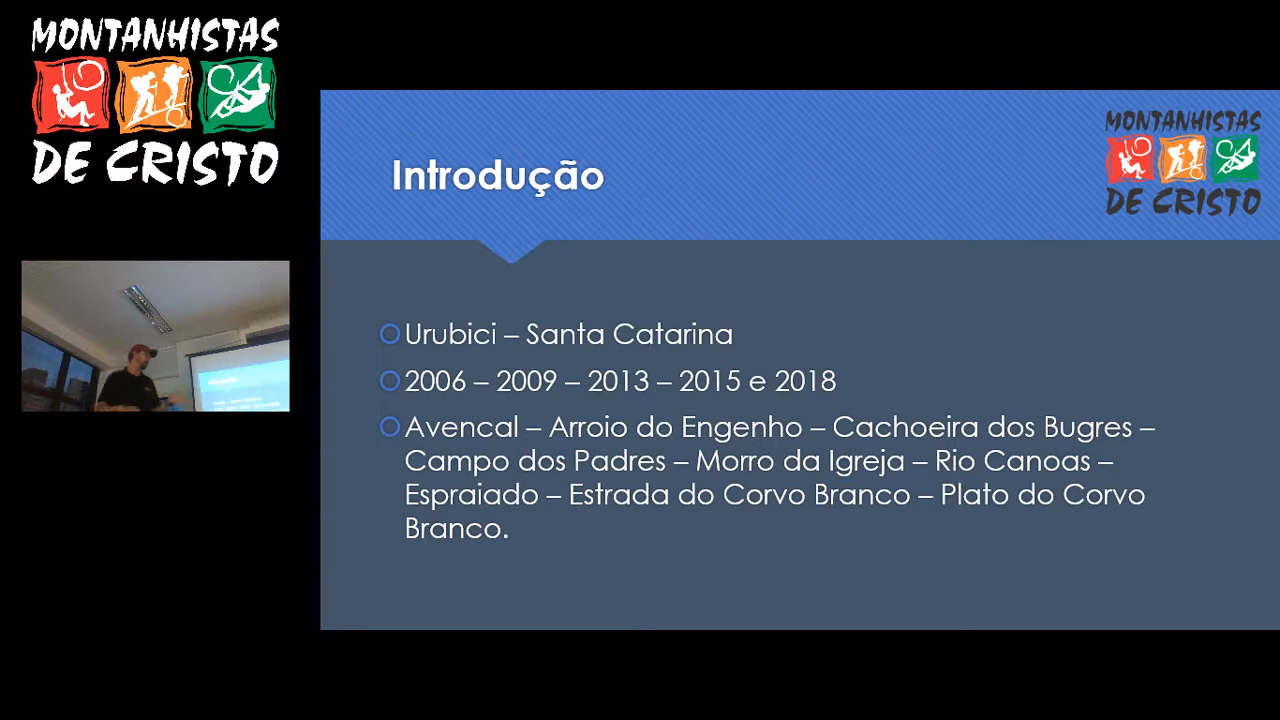 MONTANHISTAS
DE CRISTO
Introdução
MONTANHISTAS
DE CRISTO
Urubici – Santa Catarina
2006 – 2009 – 2013 – 2015 e 2018
Avencal – Arroio do Engenho – Cachoeira dos Bugres –
Campo dos Padres – Morro da Igreja – Rio Canoas –
Espraiado – Estrada do Corvo Branco – Plato do Corvo
Branco.